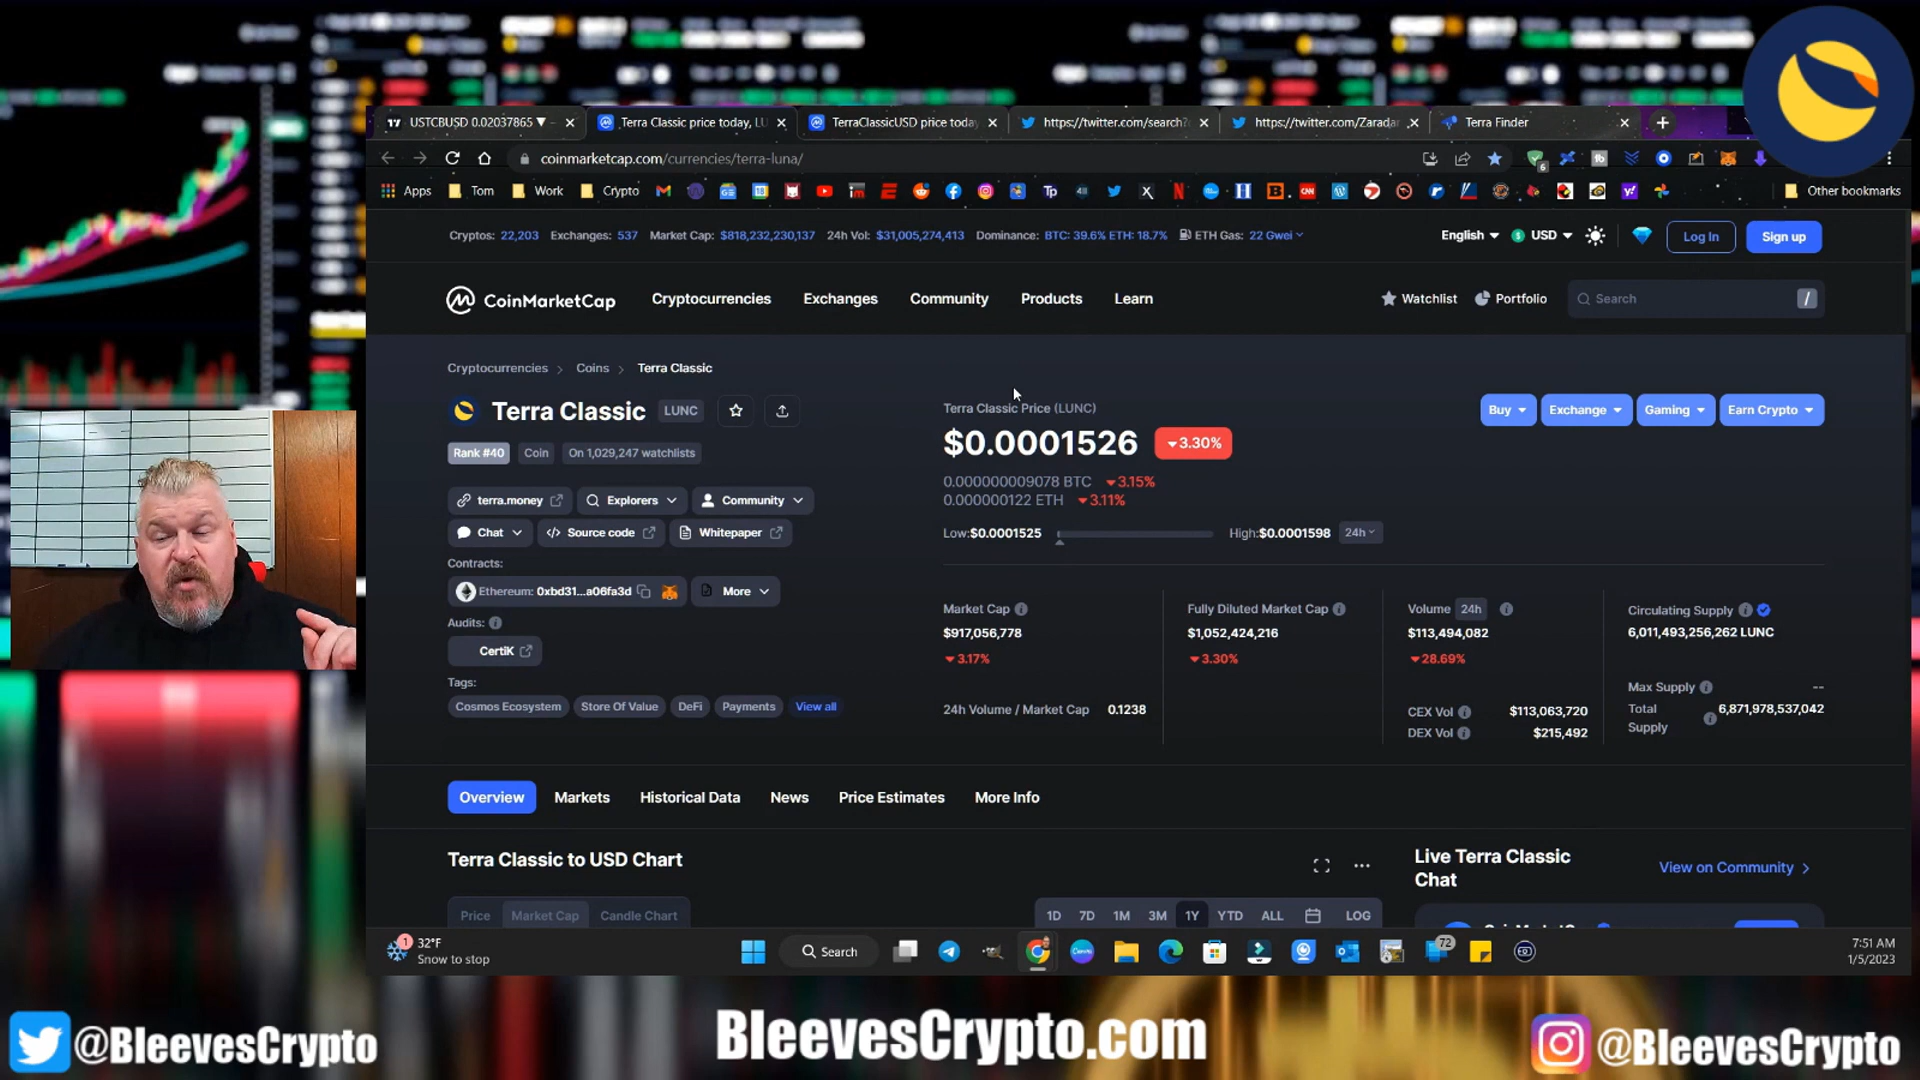 USTCBUSD 0.02037865 ▼
Terra Classic price today, LU
TerraClassicUSD price today
https://twitter.com/search?
https://twitter.com/Zaradar
Terra Finder
coinmarketcap.com/currencies/terra-luna/
Apps
Tom
Work
Crypto
Other bookmarks
Cryptos: 22,203 Exchanges: 537 Market Cap: $818,232,230,137 24h Vol: $31,005,274,413 Dominance: BTC: 39.6% ETH: 18.7% ETH Gas: 22 Gwei
English
USD
Log In
Sign up
CoinMarketCap
Cryptocurrencies
Exchanges
Community
Products
Learn
Watchlist
Portfolio
Search
/
Cryptocurrencies > Coins > Terra Classic
Terra Classic LUNC
Rank #40
Coin
On 1,029,247 watchlists
terra.money
Explorers
Community
Chat
</> Source code
Whitepaper
Contracts:
Ethereum: 0xbd31...a06fa3d
More
Audits:
CertiK
Tags:
Cosmos Ecosystem
Store Of Value
DeFi
Payments
View all
Terra Classic Price (LUNC)
$0.0001526
▾3.30%
0.000000009078 BTC ▾3.15%
0.000000122 ETH ▾3.11%
Low:$0.0001525
High:$0.0001598
24h
Buy
Exchange
Gaming
Earn Crypto
Market Cap
$917,056,778
▾3.17%
24h Volume / Market Cap 0.1238
Fully Diluted Market Cap
$1,052,424,216
▾3.30%
Volume 24h
$113,494,082
▾28.69%
CEX Vol $113,063,720
DEX Vol $215,492
Circulating Supply
6,011,493,256,262 LUNC
Max Supply --
Total Supply 6,871,978,537,042
Overview
Markets
Historical Data
News
Price Estimates
More Info
Terra Classic to USD Chart
Price
Market Cap
Candle Chart
1D
7D
1M
3M
1Y
YTD
ALL
LOG
Live Terra Classic
Chat
View on Community >
1
32°F
Snow to stop
Search
72
7:51 AM
1/5/2023
@BleevesCrypto
BleevesCrypto.com
@BleevesCrypto